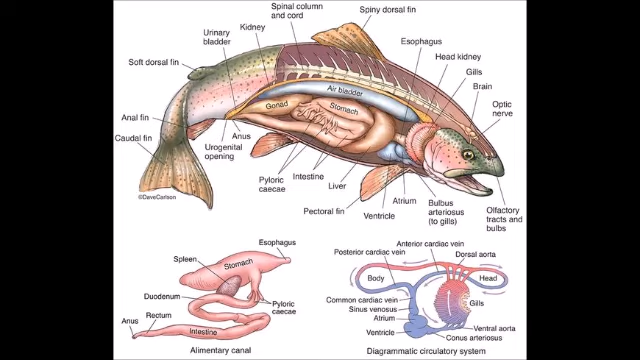 Spinal column
and cord
Spiny dorsal fin
Kidney
Urinary
bladder
Esophagus
Head kidney
Soft dorsal fin
Gills
Brain
Optic
nerve
Air bladder
Gonad
Stomach
Anal fin
Caudal fin
Anus
Urogenital
opening
Pyloric
caecae
Intestine
Liver
Pectoral fin
Ventricle
Atrium
Bulbus
arteriosus
(to gills)
Olfactory
tracts and
bulbs
©DaveCarlson
Esophagus
Spleen
Stomach
Duodenum
Pyloric
caecae
Rectum
Anus
Intestine
Alimentary canal
Anterior cardiac vein
Posterior cardiac vein
Dorsal aorta
Body
Head
Gills
Common cardiac vein
Sinus venosus
Atrium
Ventricle
Ventral aorta
Conus arteriosus
Diagrammatic circulatory system